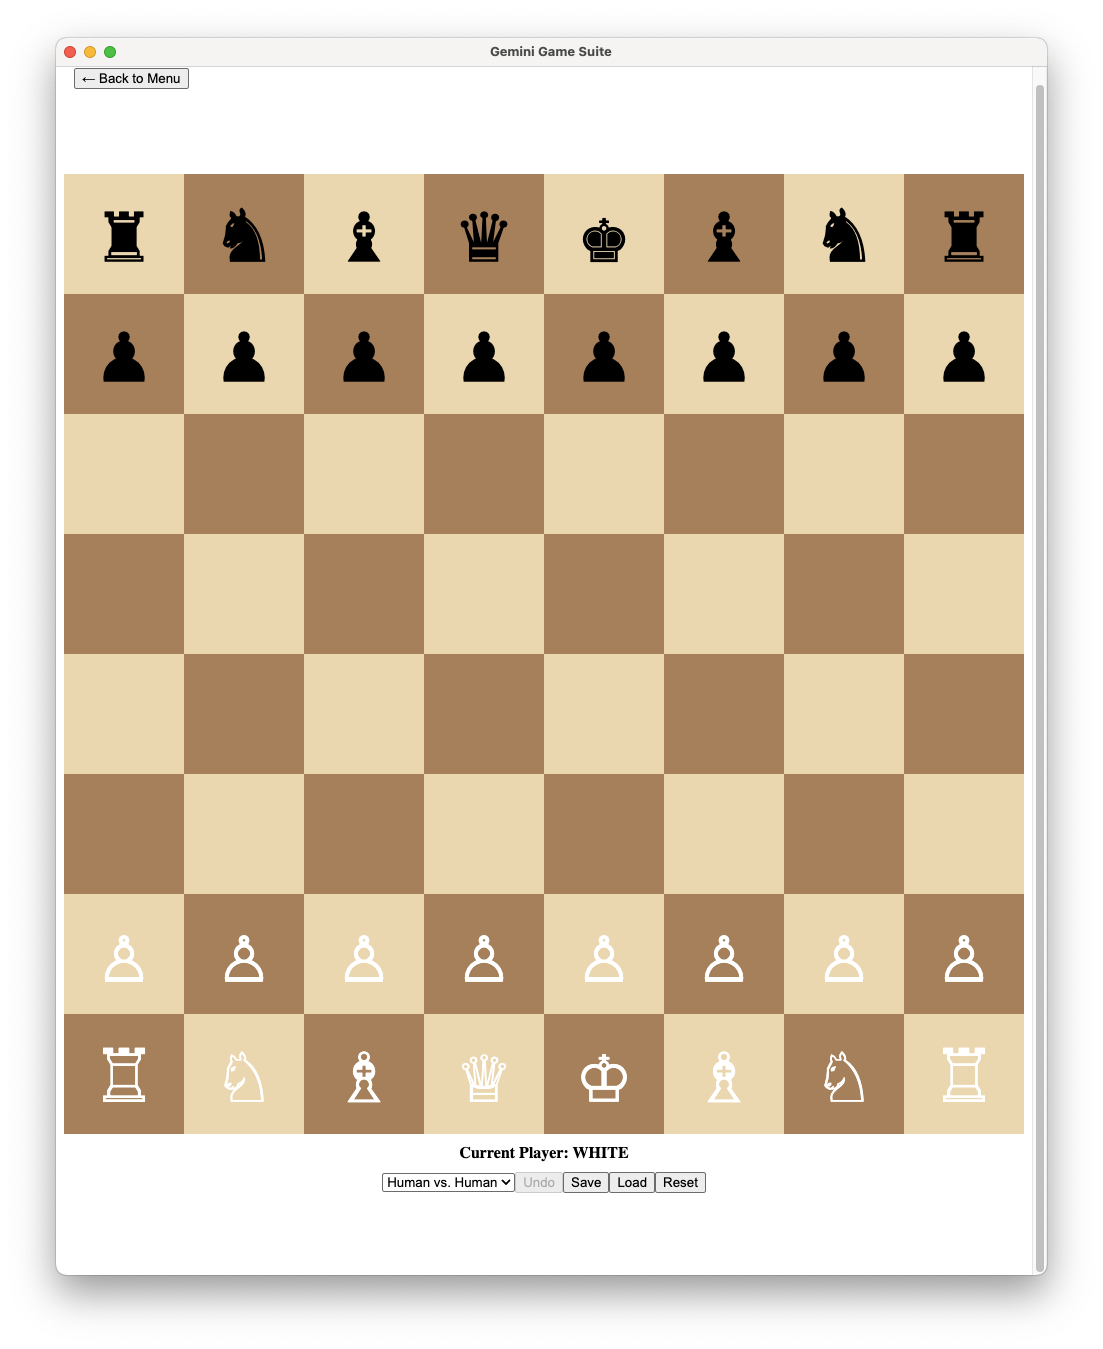 Gemini Game Suite
← Back to Menu
Current Player: WHITE
Human vs. Human Undo Save Load Reset